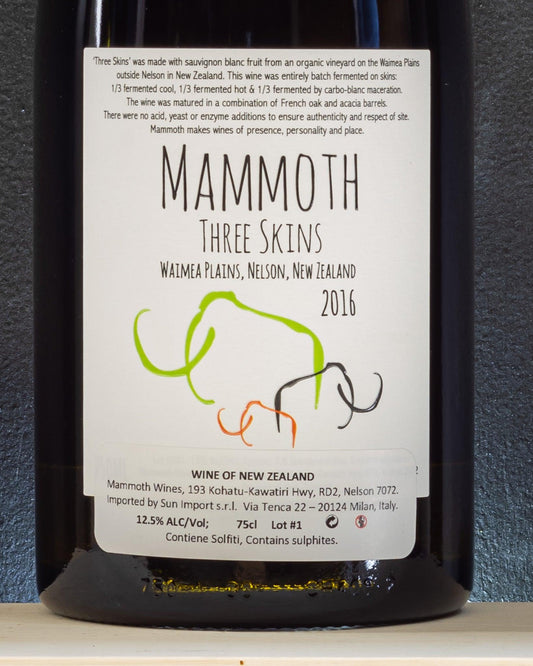 'Three Skins' was made with sauvignon blanc fruit from an organic vineyard on the Waimea Plains
outside Nelson in New Zealand. This wine was entirely batch fermented on skins:
1/3 fermented cool, 1/3 fermented hot & 1/3 fermented by carbo-blanc maceration.
The wine was matured in a combination of French oak and acacia barrels.
There were no acid, yeast or enzyme additions to ensure authenticity and respect of site.
Mammoth makes wines of presence, personality and place.
MAMMOTH
THREE SKINS
WAIMEA PLAINS, NELSON, NEW ZEALAND
2016
WINE OF NEW ZEALAND
Mammoth Wines, 193 Kohatu-Kawatiri Hwy, RD2, Nelson 7072.
Imported by Sun Import s.r.l. Via Tenca 22 – 20124 Milan, Italy.
12.5% ALC/Vol; 75cl Lot #1
Contiene Solfiti, Contains sulphites.